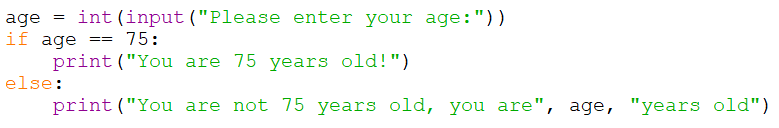 age = int(input("Please enter your age:"))
if age == 75:
    print("You are 75 years old!")
else:
    print("You are not 75 years old, you are", age, "years old")